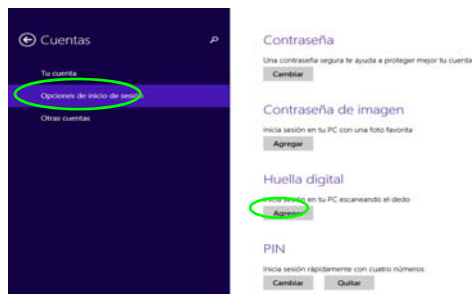 Cuentas
Tu cuenta
Opciones de inicio de sesión
Otras cuentas
Contraseña
Una contraseña segura te ayuda a proteger mejor tu cuenta
Cambiar
Contraseña de imagen
Inicia sesión en tu PC con una foto favorita
Agregar
Huella digital
Inicia sesión en tu PC escaneando el dedo
Agregar
PIN
Inicia sesión rápidamente con cuatro números
Cambiar Quitar